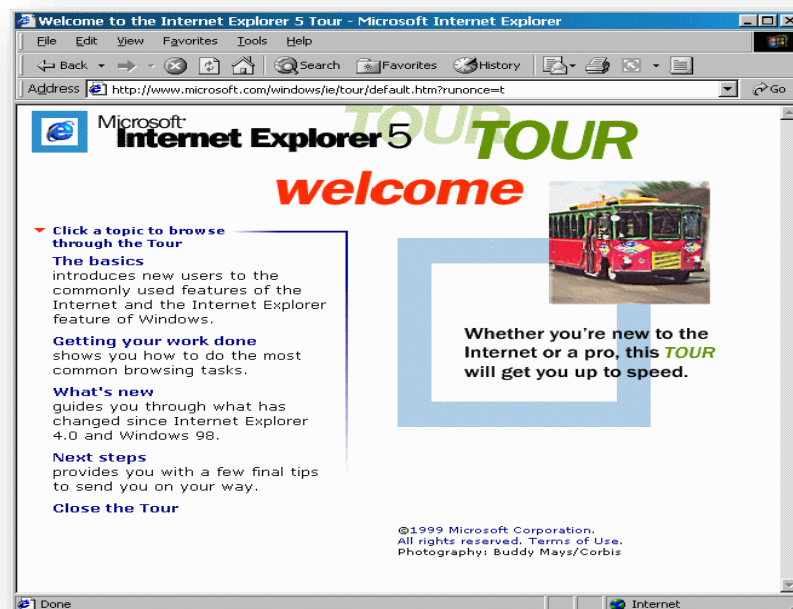 Welcome to the Internet Explorer 5 Tour - Microsoft Internet Explorer
File Edit View Favorites Tools Help
Back Search Favorites History
Address http://www.microsoft.com/windows/ie/tour/default.htm?runonce=t Go
Microsoft
Internet Explorer 5
TOUR
TOUR
welcome
Click a topic to browse
through the Tour
The basics
introduces new users to the
commonly used features of the
Internet and the Internet Explorer
feature of Windows.
Getting your work done
shows you how to do the most
common browsing tasks.
What's new
guides you through what has
changed since Internet Explorer
4.0 and Windows 98.
Next steps
provides you with a few final tips
to send you on your way.
Close the Tour
Whether you're new to the
Internet or a pro, this TOUR
will get you up to speed.
©1999 Microsoft Corporation.
All rights reserved. Terms of Use.
Photography: Buddy Mays/Corbis
Done Internet